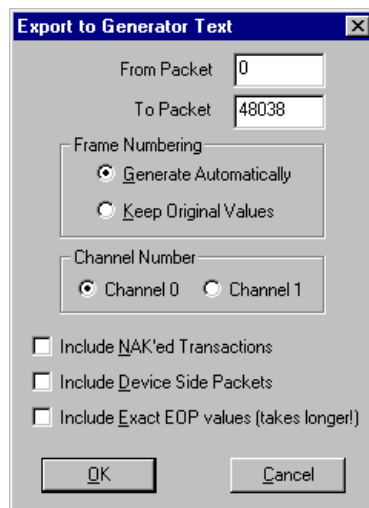 Export to Generator Text
From Packet 0
To Packet 48038
Frame Numbering
Generate Automatically
Keep Original Values
Channel Number
Channel 0 Channel 1
Include NAK'ed Transactions
Include Device Side Packets
Include Exact EOP values (takes longer!)
OK Cancel